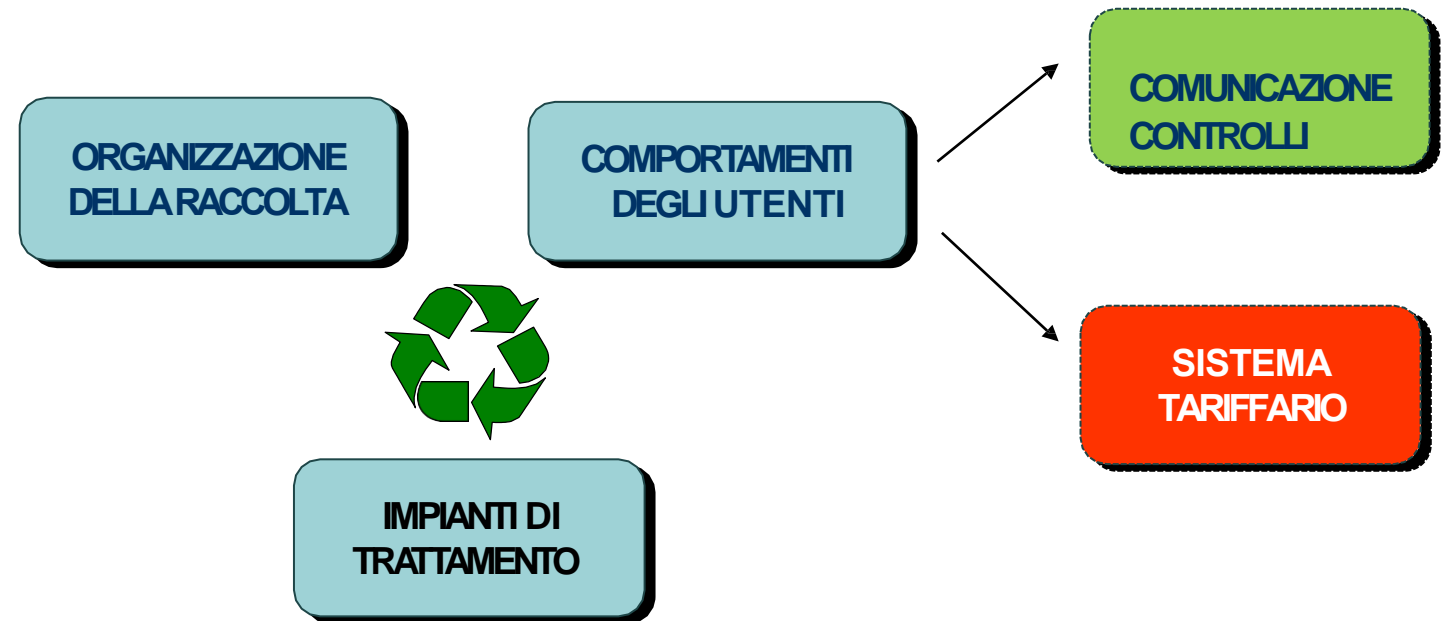 ORGANIZZAZIONE
DELLA RACCOLTA
COMPORTAMENTI
DEGLI UTENTI
COMUNICAZIONE
CONTROLLI
SISTEMA
TARIFFARIO
IMPIANTI DI
TRATTAMENTO